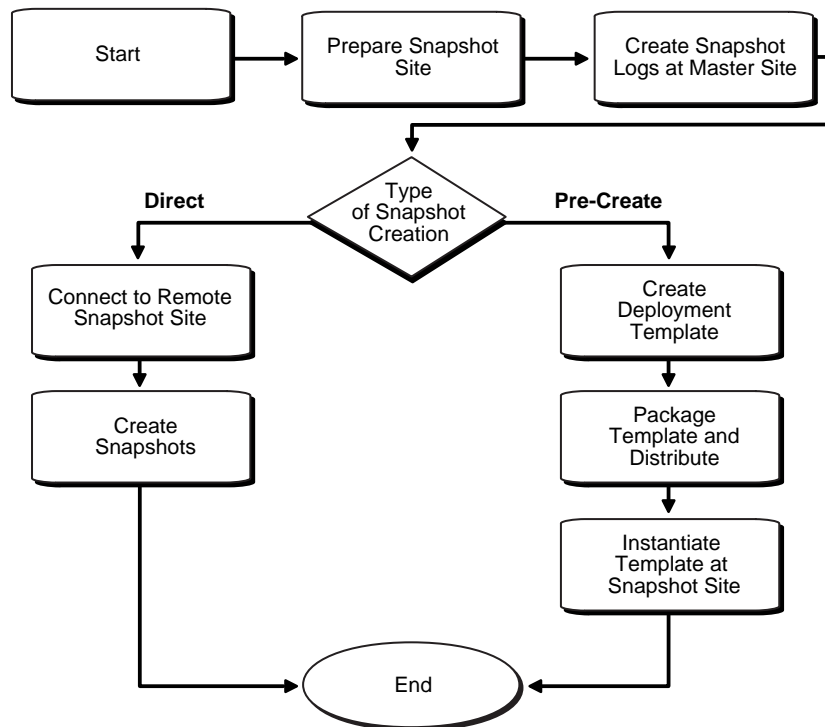 Start
Prepare Snapshot
Site
Create Snapshot
Logs at Master Site
Type
of Snapshot
Creation
Direct
Pre-Create
Connect to Remote
Snapshot Site
Create
Snapshots
Create
Deployment
Template
Package
Template and
Distribute
Instantiate
Template at
Snapshot Site
End